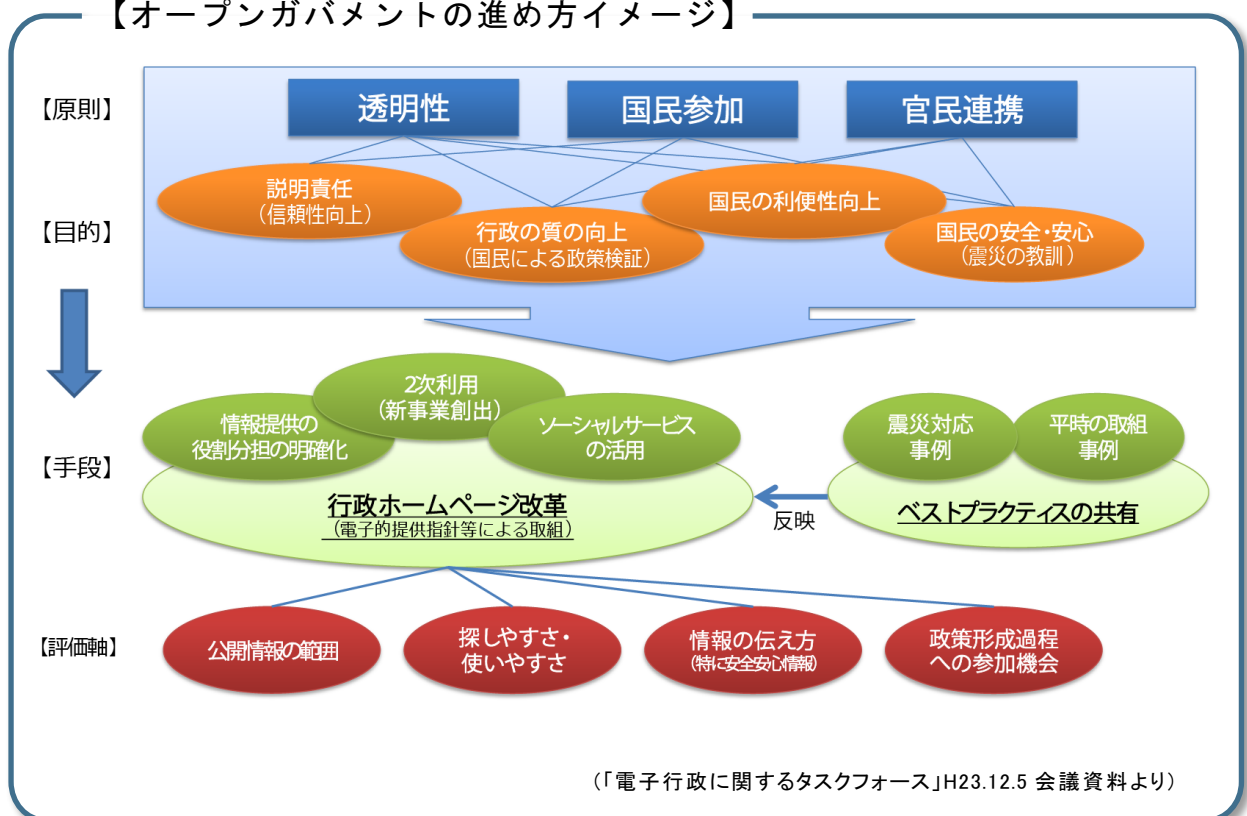 【オープンガバメントの進め方イメージ】
【原則】
透明性
国民参加
官民連携
【目的】
説明責任
（信頼性向上）
行政の質の向上
（国民による政策検証）
国民の利便性向上
国民の安全・安心
（震災の教訓）
【手段】
情報提供の
役割分担の明確化
2次利用
（新事業創出）
ソーシャルサービス
の活用
行政ホームページ改革
（電子的提供指針等による取組）
震災対応
事例
平時の取組
事例
ベストプラクティスの共有
反映
【評価軸】
公開情報の範囲
探しやすさ・
使いやすさ
情報の伝え方
（特に安全安心情報）
政策形成過程
への参加機会
（「電子行政に関するタスクフォース」H23.12.5 会議資料より）